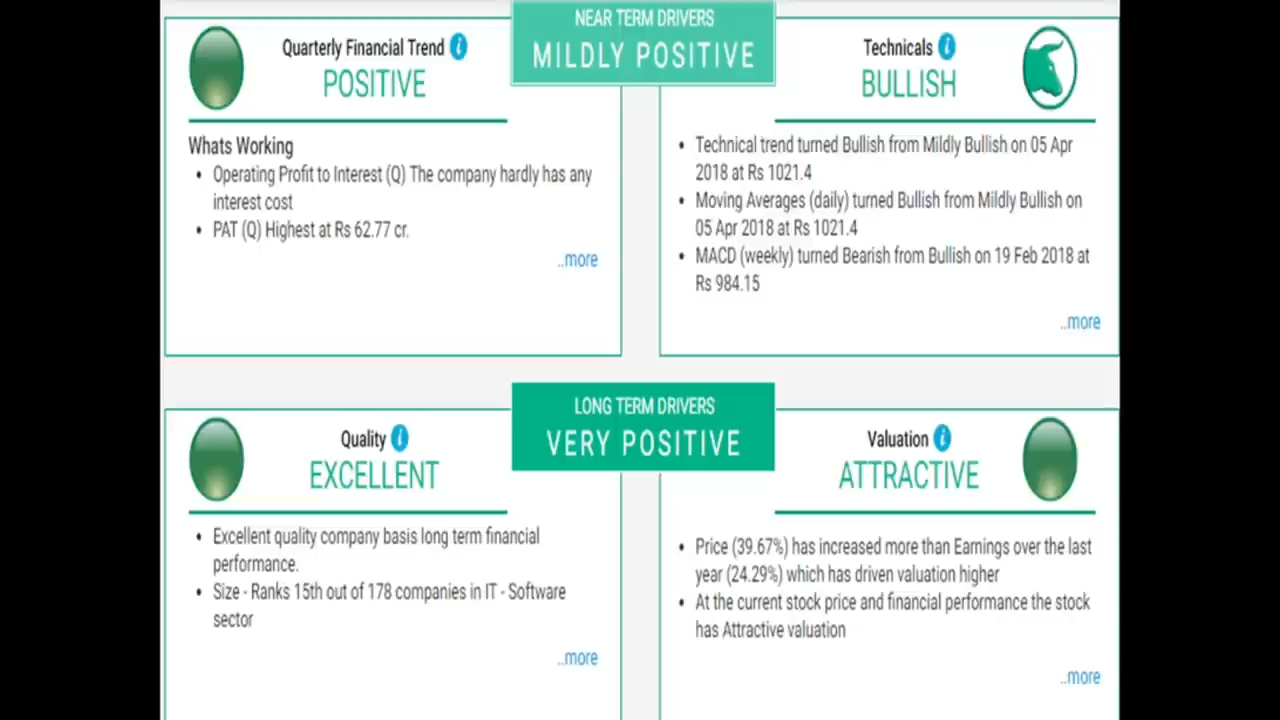 NEAR TERM DRIVERS
MILDLY POSITIVE
Quarterly Financial Trend i
POSITIVE
Whats Working
• Operating Profit to Interest (Q) The company hardly has any
interest cost
• PAT (Q) Highest at Rs 62.77 cr.
..more
Technicals i
BULLISH
• Technical trend turned Bullish from Mildly Bullish on 05 Apr
2018 at Rs 1021.4
• Moving Averages (daily) turned Bullish from Mildly Bullish on
05 Apr 2018 at Rs 1021.4
• MACD (weekly) turned Bearish from Bullish on 19 Feb 2018 at
Rs 984.15
..more
LONG TERM DRIVERS
VERY POSITIVE
Quality i
EXCELLENT
• Excellent quality company basis long term financial
performance.
• Size - Ranks 15th out of 178 companies in IT - Software
sector
..more
Valuation i
ATTRACTIVE
• Price (39.67%) has increased more than Earnings over the last
year (24.29%) which has driven valuation higher
• At the current stock price and financial performance the stock
has Attractive valuation
..more